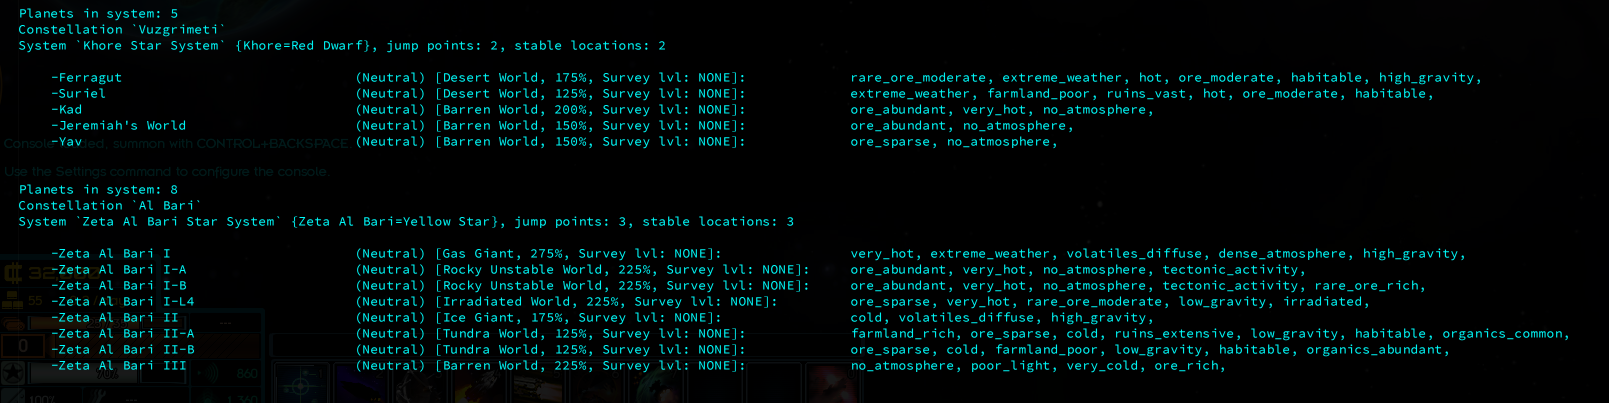 Planets in system: 5
Constellation `Vuzgrimeti`
System `Khore Star System` {Khore=Red Dwarf}, jump points: 2, stable locations: 2
-Ferragut (Neutral) [Desert World, 175%, Survey lvl: NONE]: rare_ore_moderate, extreme_weather, hot, ore_moderate, habitable, high_gravity,
-Suriel (Neutral) [Desert World, 125%, Survey lvl: NONE]: extreme_weather, farmland_poor, ruins_vast, hot, ore_moderate, habitable,
-Kad (Neutral) [Barren World, 200%, Survey lvl: NONE]: ore_abundant, very_hot, no_atmosphere,
-Jeremiah's World (Neutral) [Barren World, 150%, Survey lvl: NONE]: ore_abundant, no_atmosphere,
-Yav (Neutral) [Barren World, 150%, Survey lvl: NONE]: ore_sparse, no_atmosphere,
summon with CONTROL+BACKSPACE
Use the Settings command to configure the console.
Planets in system: 8
Constellation `Al Bari`
System `Zeta Al Bari Star System` {Zeta Al Bari=Yellow Star}, jump points: 3, stable locations: 3
-Zeta Al Bari I (Neutral) [Gas Giant, 275%, Survey lvl: NONE]: very_hot, extreme_weather, volatiles_diffuse, dense_atmosphere, high_gravity,
-Zeta Al Bari I-A (Neutral) [Rocky Unstable World, 225%, Survey lvl: NONE]: ore_abundant, very_hot, no_atmosphere, tectonic_activity,
-Zeta Al Bari I-B (Neutral) [Rocky Unstable World, 225%, Survey lvl: NONE]: ore_abundant, very_hot, no_atmosphere, tectonic_activity, rare_ore_rich,
-Zeta Al Bari I-L4 (Neutral) [Irradiated World, 225%, Survey lvl: NONE]: ore_sparse, very_hot, rare_ore_moderate, low_gravity, irradiated,
-Zeta Al Bari II (Neutral) [Ice Giant, 175%, Survey lvl: NONE]: cold, volatiles_diffuse, high_gravity,
-Zeta Al Bari II-A (Neutral) [Tundra World, 125%, Survey lvl: NONE]: farmland_rich, ore_sparse, cold, ruins_extensive, low_gravity, habitable, organics_common,
-Zeta Al Bari II-B (Neutral) [Tundra World, 125%, Survey lvl: NONE]: ore_sparse, cold, farmland_poor, low_gravity, habitable, organics_abundant,
-Zeta Al Bari III (Neutral) [Barren World, 225%, Survey lvl: NONE]: no_atmosphere, poor_light, very_cold, ore_rich,
55
0
860
100%
1,360